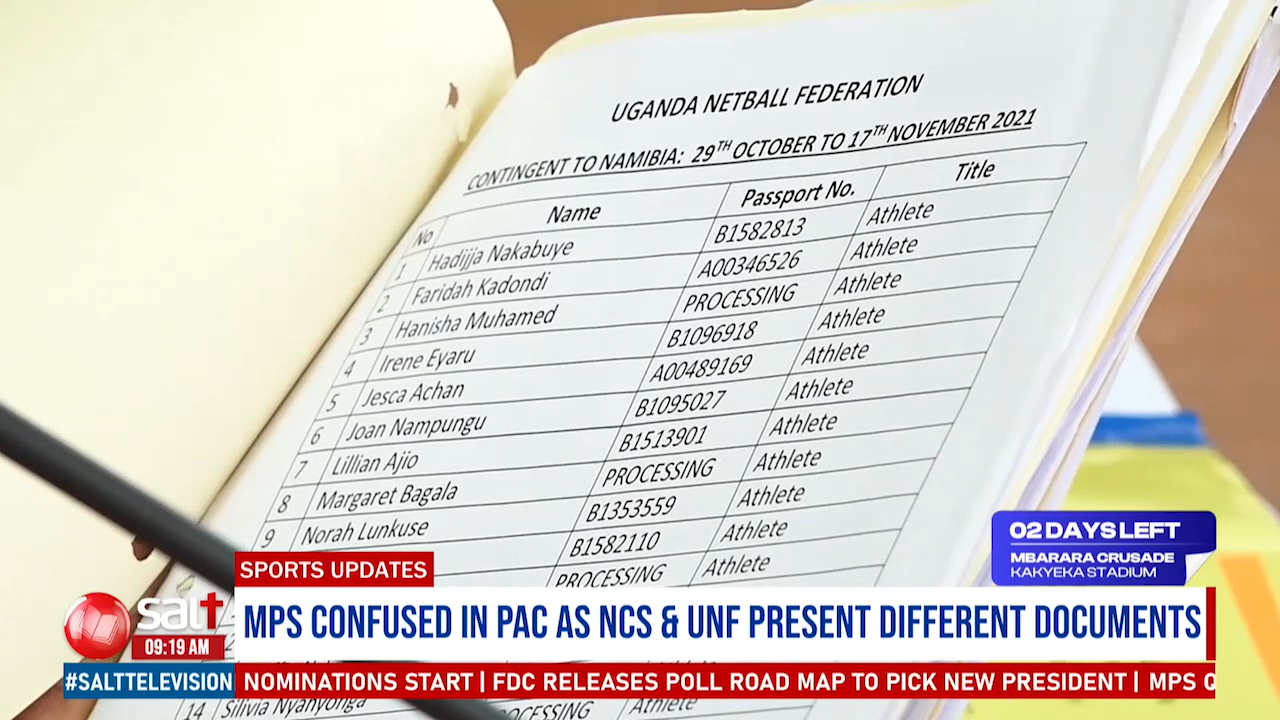 UGANDA NETBALL FEDERATION
CONTINGENT TO NAMIBIA: 29TH OCTOBER TO 17TH NOVEMBER 2021
No Name Passport No. Title
1 Hadijja Nakabuye B1582813 Athlete
2 Faridah Kadondi A00346526 Athlete
3 Hanisha Muhamed PROCESSING Athlete
4 Irene Eyaru B1096918 Athlete
5 Jesca Achan A00489169 Athlete
6 Joan Nampungu B1095027 Athlete
7 Lillian Ajio B1513901 Athlete
8 Margaret Bagala PROCESSING Athlete
9 Norah Lunkuse B1353559 Athlete
B1582110 Athlete
PROCESSING Athlete
14 Silivia Nyanyonga Athlete
02 DAYS LEFT
MBARARA CRUSADE
KAKYEKA STADIUM
SPORTS UPDATES
salt
09:19 AM
MPS CONFUSED IN PAC AS NCS & UNF PRESENT DIFFERENT DOCUMENTS
#SALTTELEVISION
NOMINATIONS START | FDC RELEASES POLL ROAD MAP TO PICK NEW PRESIDENT | MPS